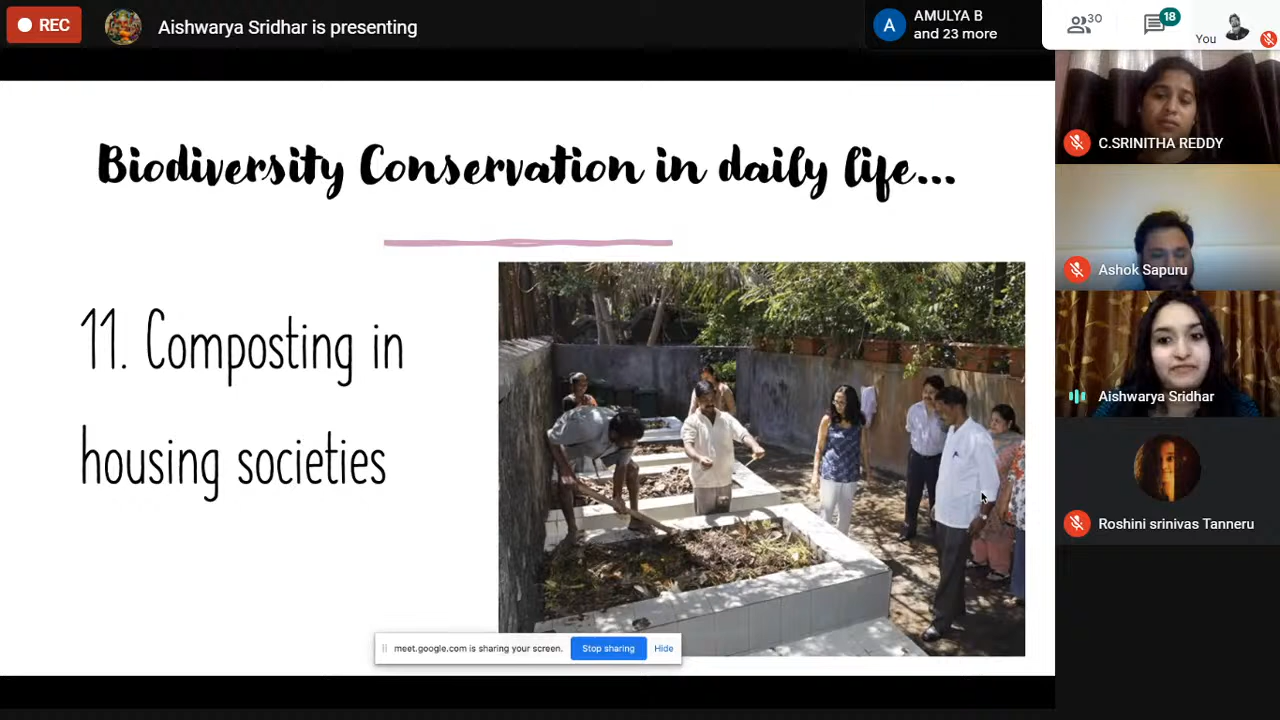 REC
Aishwarya Sridhar is presenting
A
AMULYA B
and 23 more
30
18
You
Biodiversity Conservation in daily life...
11. Composting in
housing societies
C.SRINITHA REDDY
Ashok Sapuru
Aishwarya Sridhar
Roshini srinivas Tanneru
meet.google.com is sharing your screen.
Stop sharing
Hide